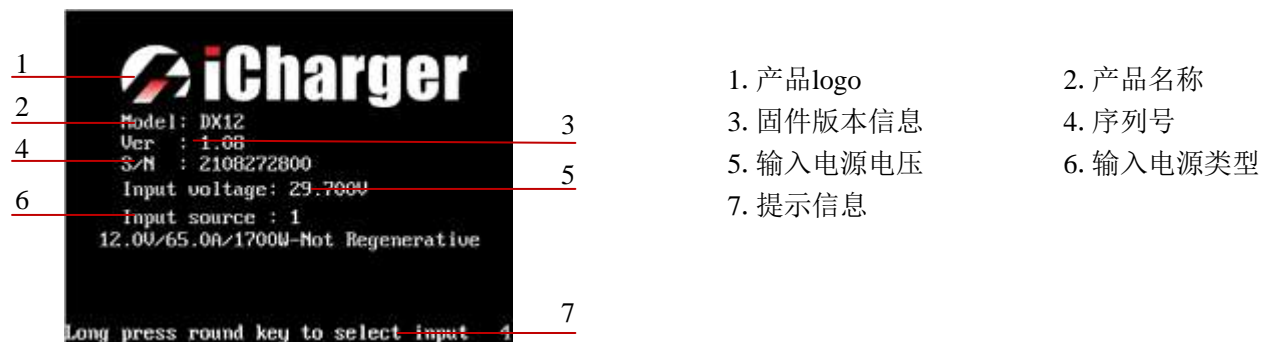 iCharger
1
2
Model: DX12
3
Ver : 1.08
4
S/N : 2108272800
5
Input voltage: 29.700V
6
Input source : 1
12.0V/65.0A/1700W-Not Regenerative
7
Long press round key to select input 4
1. 产品logo 2. 产品名称
3. 固件版本信息 4. 序列号
5. 输入电源电压 6. 输入电源类型
7. 提示信息